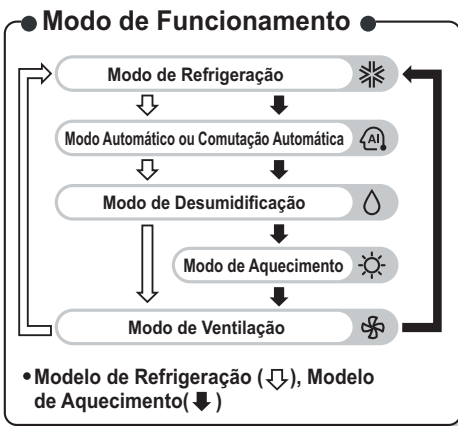 Modo de Funcionamento
Modo de Refrigeração
Modo Automático ou Comutação Automática
AI
Modo de Desumidificação
Modo de Aquecimento
Modo de Ventilação
•Modelo de Refrigeração (⇩), Modelo
de Aquecimento(🡇)